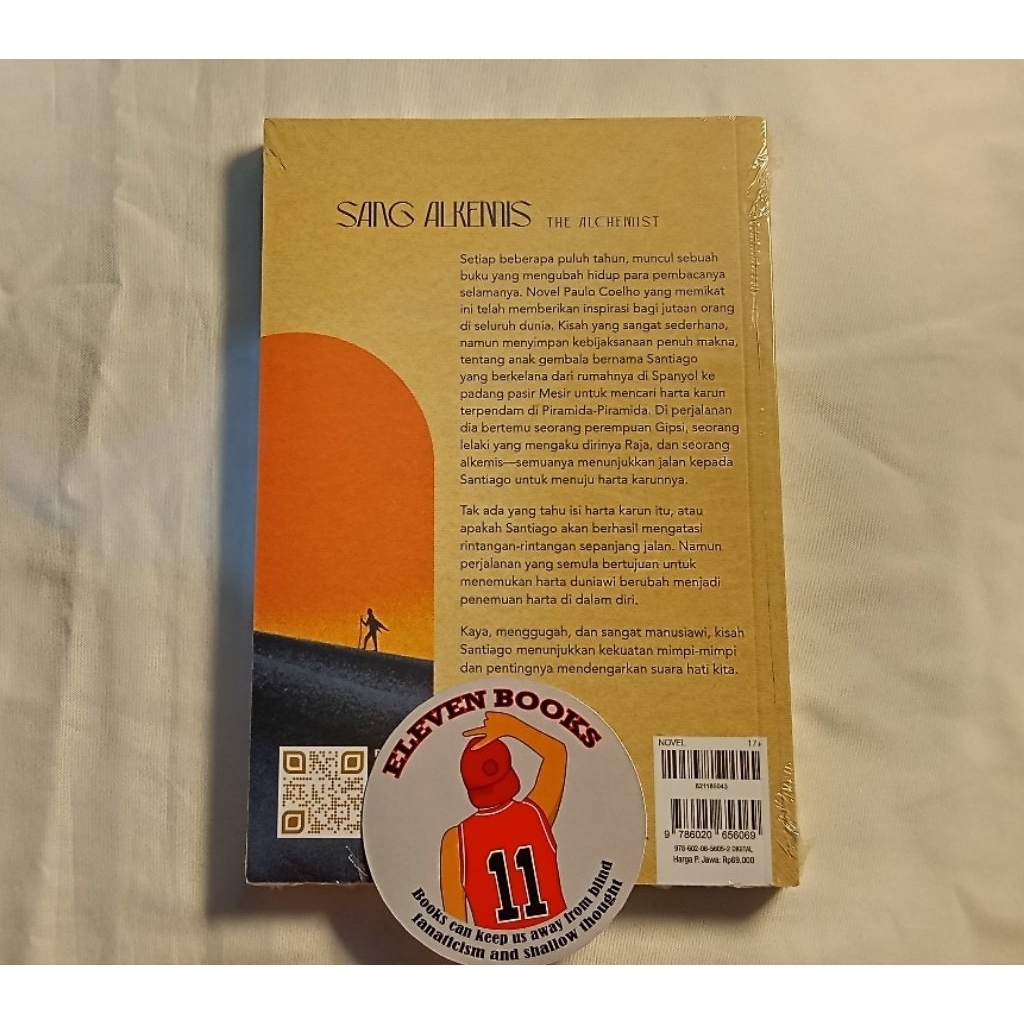 SANG ALKEMIS THE ALCHEMIST
Setiap beberapa puluh tahun, muncul sebuah
buku yang mengubah hidup para pembacanya
selamanya. Novel Paulo Coelho yang memikat
ini telah memberikan inspirasi bagi jutaan orang
di seluruh dunia. Kisah yang sangat sederhana,
namun menyimpan kebijaksanaan penuh makna,
tentang anak gembala bernama Santiago
yang berkelana dari rumahnya di Spanyol ke
padang pasir Mesir untuk mencari harta karun
terpendam di Piramida-Piramida. Di perjalanan
dia bertemu seorang perempuan Gipsi, seorang
lelaki yang mengaku dirinya Raja, dan seorang
alkemis—semuanya menunjukkan jalan kepada
Santiago untuk menuju harta karunnya.
Tak ada yang tahu isi harta karun itu, atau
apakah Santiago akan berhasil mengatasi
rintangan-rintangan sepanjang jalan. Namun
perjalanan yang semula bertujuan untuk
menemukan harta duniawi berubah menjadi
penemuan harta di dalam diri.
Kaya, menggugah, dan sangat manusiawi, kisah
Santiago menunjukkan kekuatan mimpi-mimpi
dan pentingnya mendengarkan suara hati kita.
ELEVEN BOOKS
11
Books can keep us away from blind
fanaticism and shallow thought
NOVEL 17+
9 786020 656069
Harga P. Jawa: Rp69.000